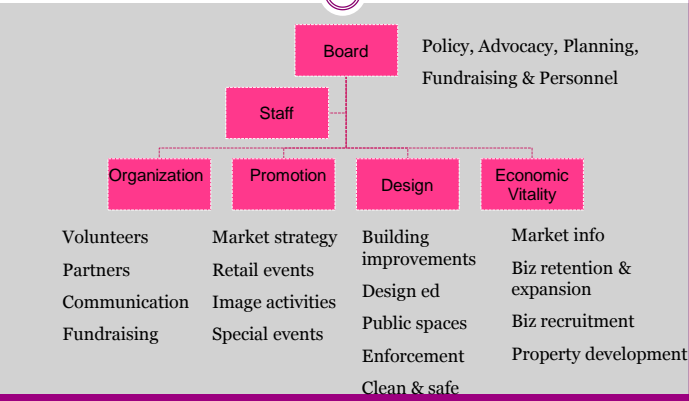 Board
Policy, Advocacy, Planning,
Fundraising & Personnel
Staff
Organization
Promotion
Design
Economic
Vitality
Volunteers
Partners
Communication
Fundraising
Market strategy
Retail events
Image activities
Special events
Building
improvements
Design ed
Public spaces
Enforcement
Clean & safe
Market info
Biz retention &
expansion
Biz recruitment
Property development